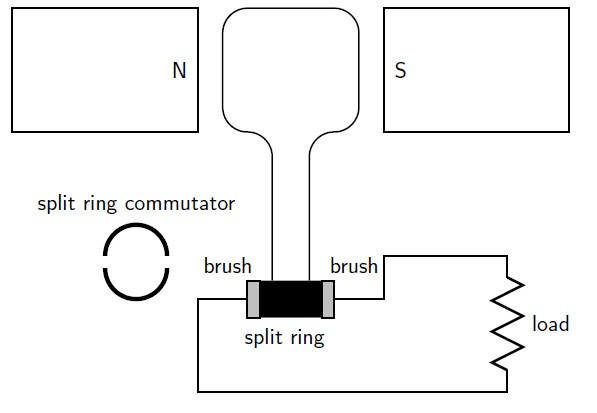 N
S
split ring commutator
brush
brush
split ring
load